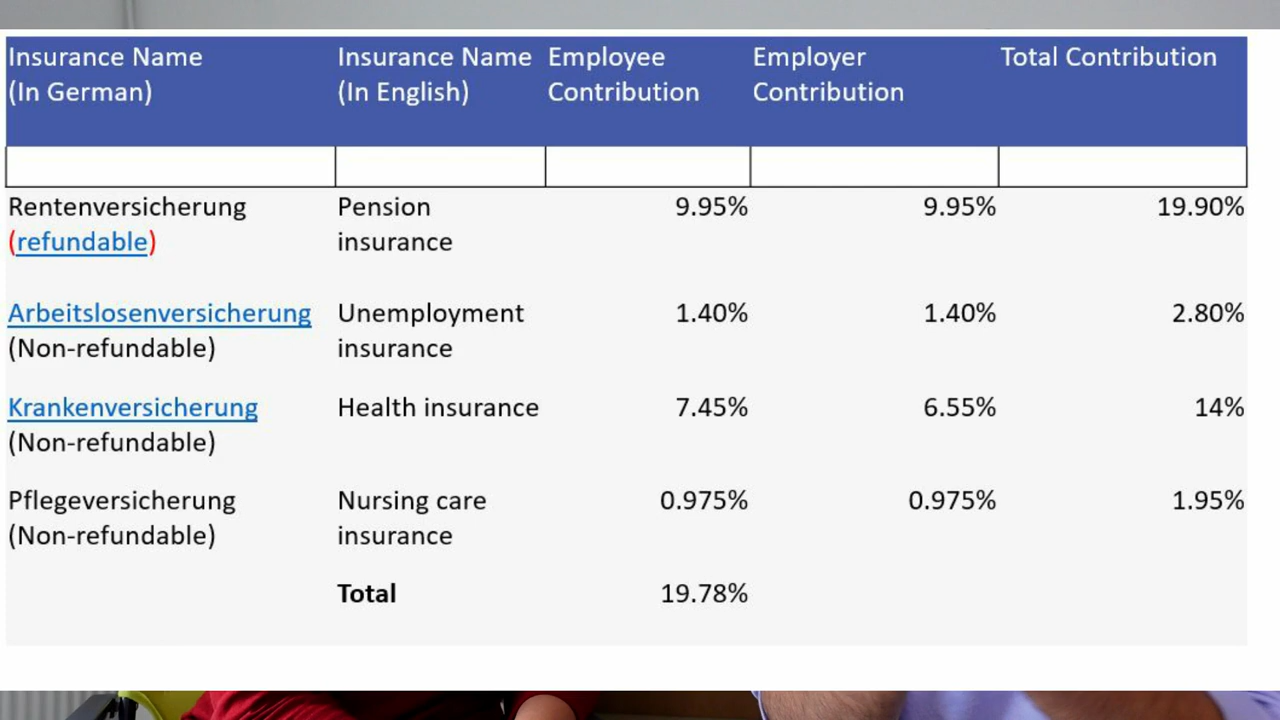 Insurance Name (In German) Insurance Name (In English) Employee Contribution Employer Contribution Total Contribution
Rentenversicherung (refundable) Pension insurance 9.95% 9.95% 19.90%
Arbeitslosenversicherung (Non-refundable) Unemployment insurance 1.40% 1.40% 2.80%
Krankenversicherung (Non-refundable) Health insurance 7.45% 6.55% 14%
Pflegeversicherung (Non-refundable) Nursing care insurance 0.975% 0.975% 1.95%
Total 19.78%